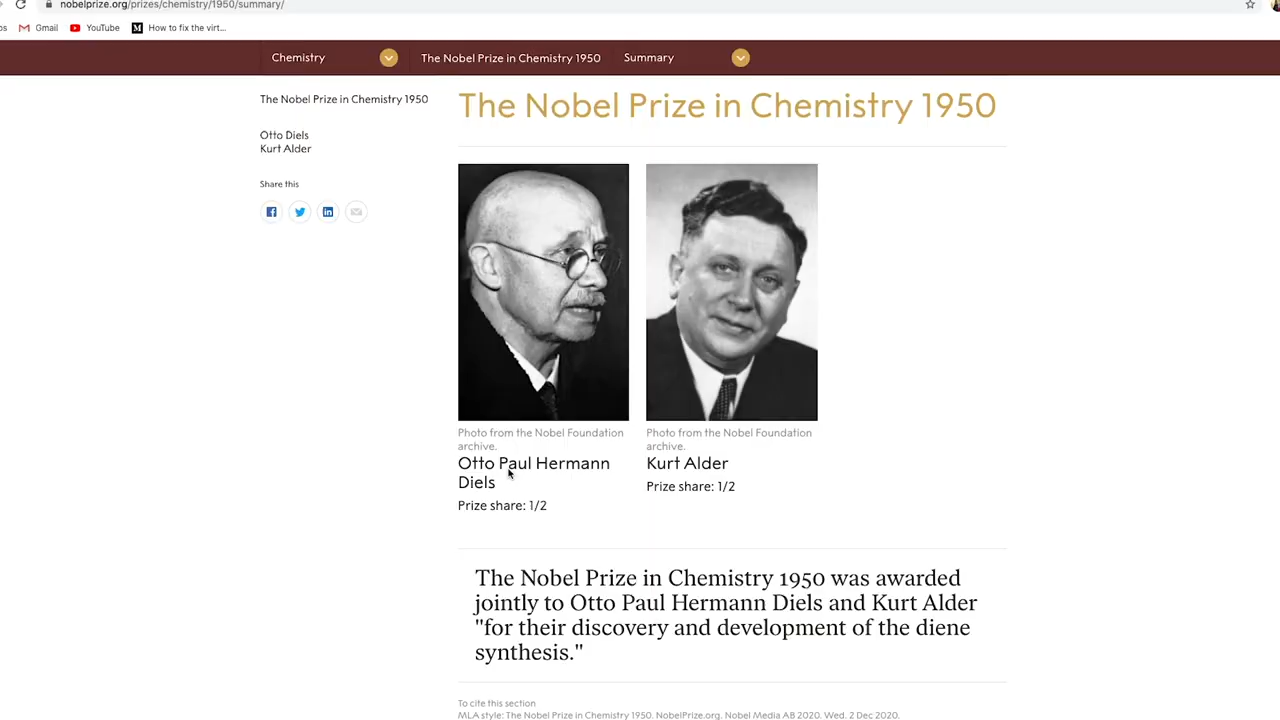 nobelprize.org/prizes/chemistry/1950/summary/
Gmail YouTube How to fix the virt...
Chemistry The Nobel Prize in Chemistry 1950 Summary
The Nobel Prize in Chemistry 1950
Otto Diels
Kurt Alder
Share this
The Nobel Prize in Chemistry 1950
Photo from the Nobel Foundation
archive.
Otto Paul Hermann
Diels
Prize share: 1/2
Photo from the Nobel Foundation
archive.
Kurt Alder
Prize share: 1/2
The Nobel Prize in Chemistry 1950 was awarded
jointly to Otto Paul Hermann Diels and Kurt Alder
"for their discovery and development of the diene
synthesis."
To cite this section
MLA style: The Nobel Prize in Chemistry 1950. NobelPrize.org. Nobel Media AB 2020. Wed. 2 Dec 2020.